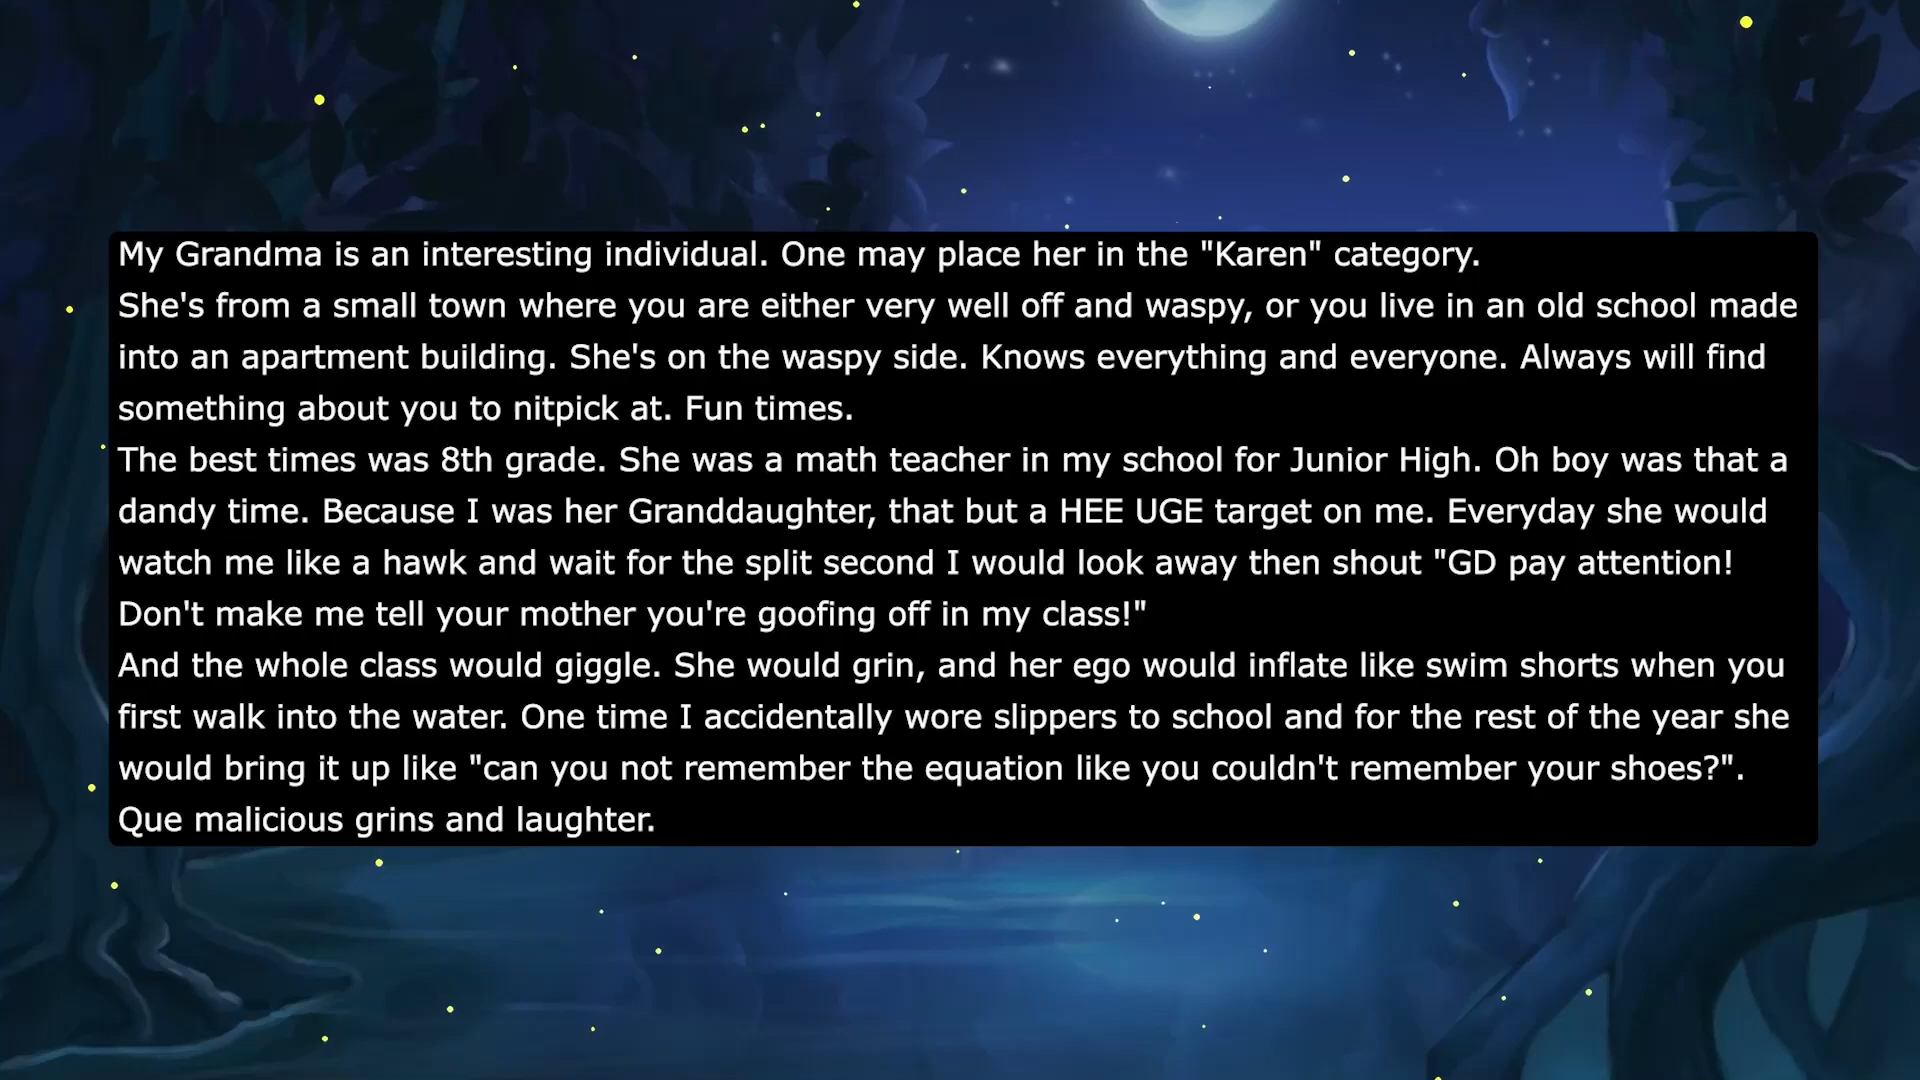 My Grandma is an interesting individual. One may place her in the "Karen" category.
She's from a small town where you are either very well off and waspy, or you live in an old school made
into an apartment building. She's on the waspy side. Knows everything and everyone. Always will find
something about you to nitpick at. Fun times.
The best times was 8th grade. She was a math teacher in my school for Junior High. Oh boy was that a
dandy time. Because I was her Granddaughter, that but a HEE UGE target on me. Everyday she would
watch me like a hawk and wait for the split second I would look away then shout "GD pay attention!
Don't make me tell your mother you're goofing off in my class!"
And the whole class would giggle. She would grin, and her ego would inflate like swim shorts when you
first walk into the water. One time I accidentally wore slippers to school and for the rest of the year she
would bring it up like "can you not remember the equation like you couldn't remember your shoes?".
Que malicious grins and laughter.